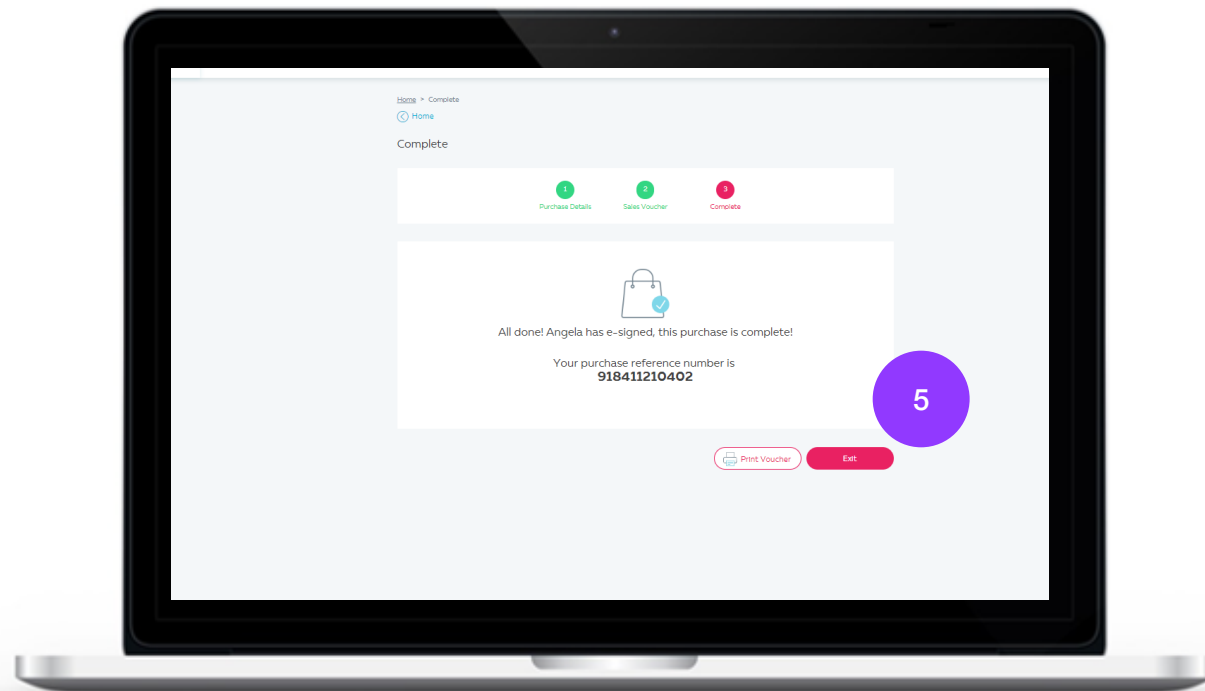 Home > Complete
Home
Complete
1
2
3
Purchase Details
Sales Voucher
Complete
All done! Angela has e-signed, this purchase is complete!
Your purchase reference number is
918411210402
5
Print Voucher
Exit